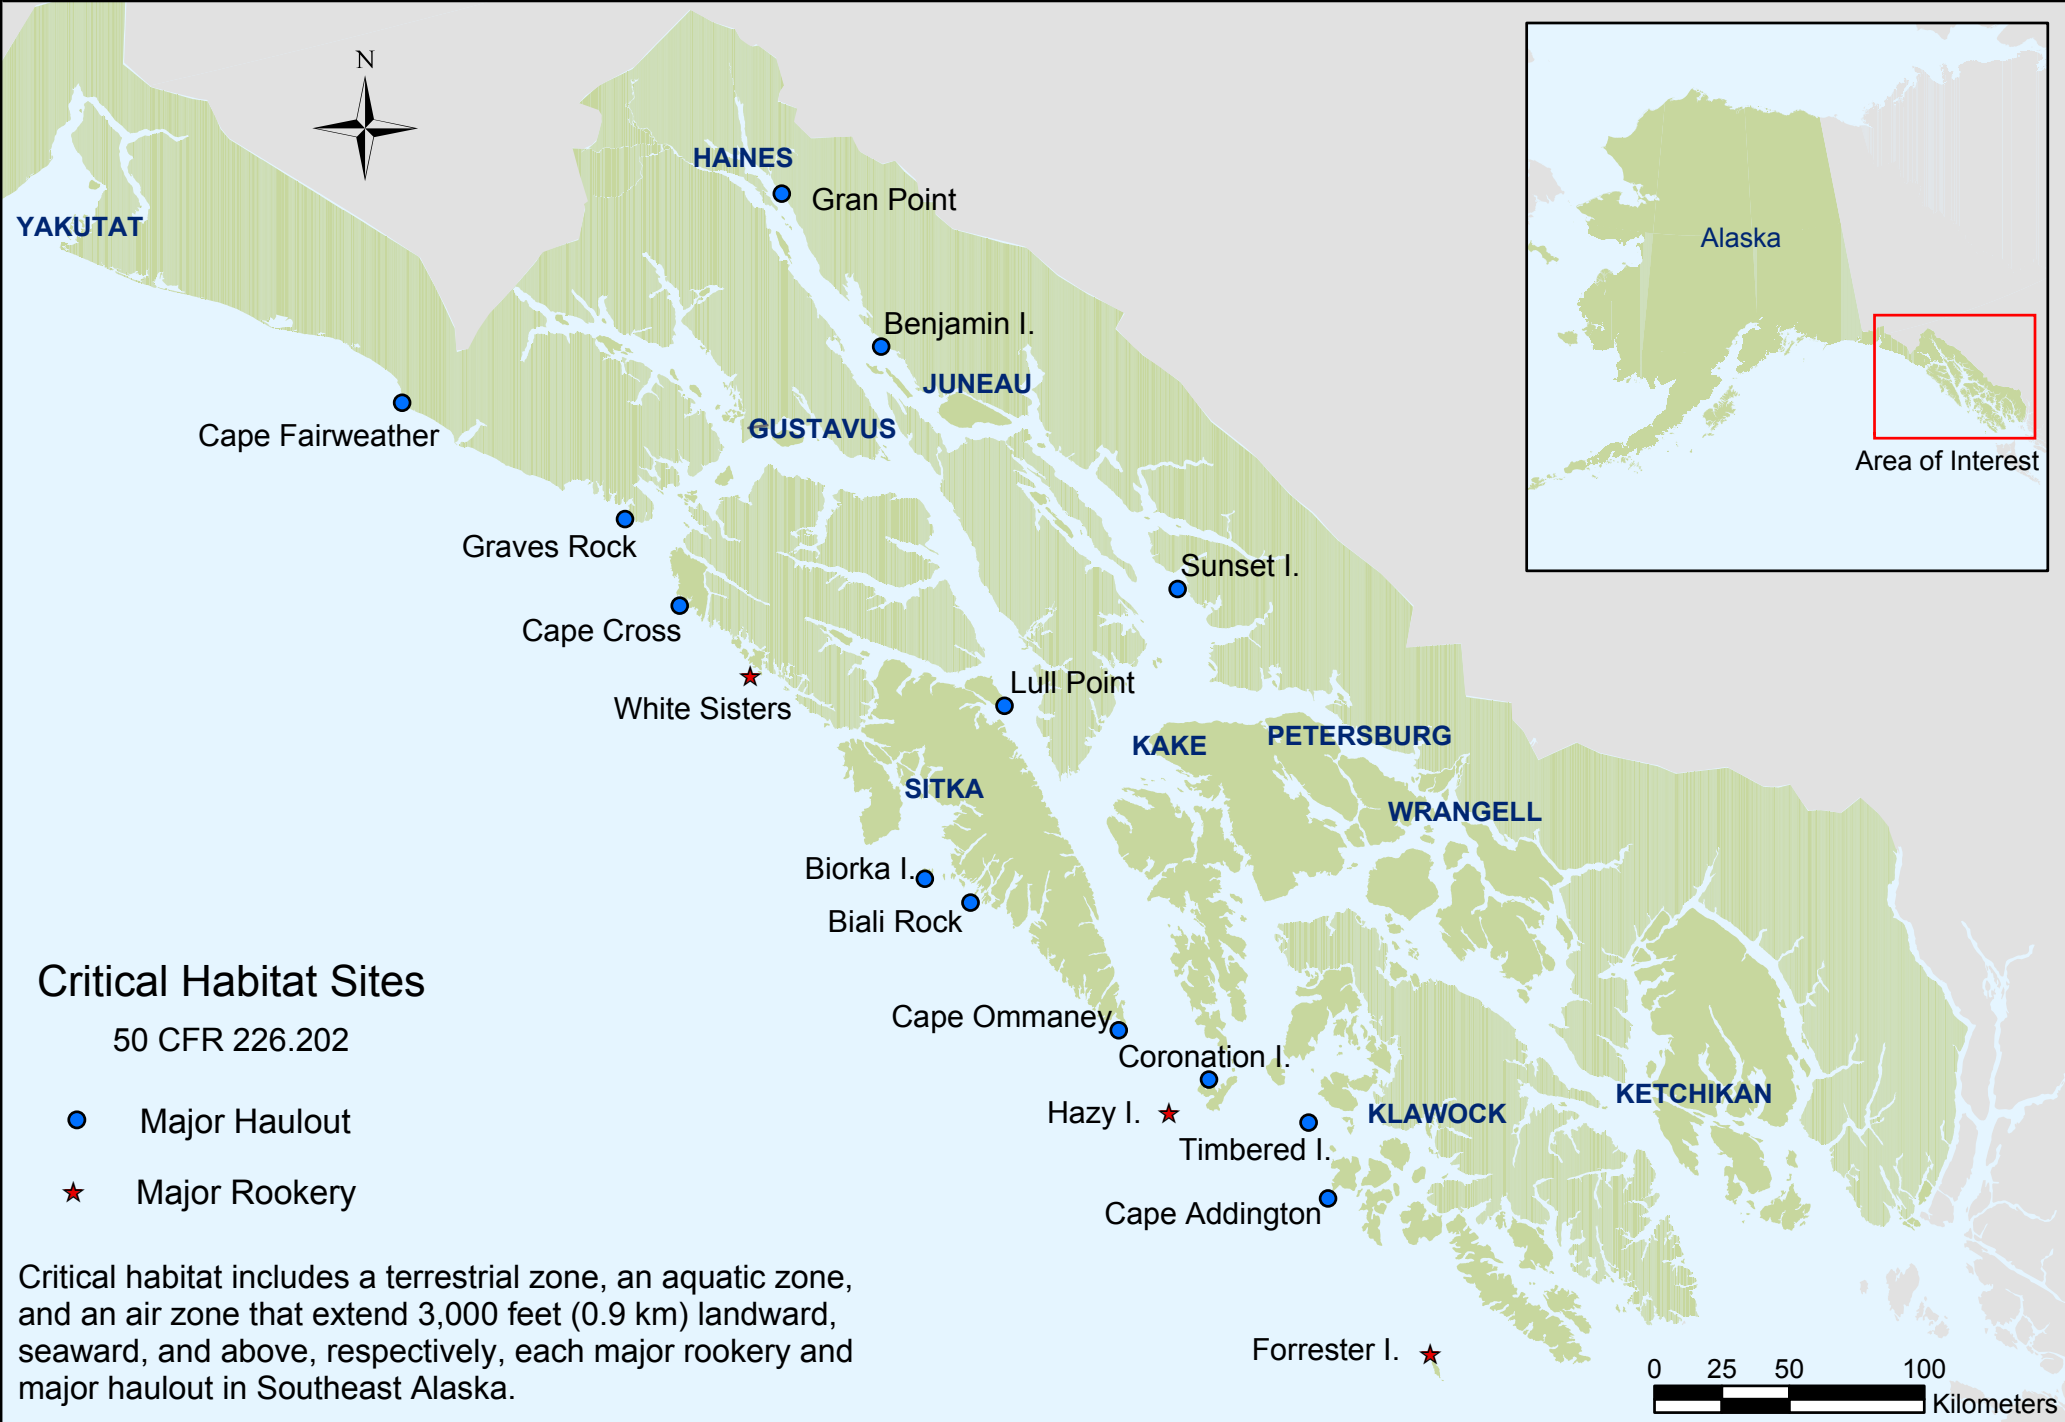 N
HAINES
Gran Point
YAKUTAT
Alaska
Benjamin I.
JUNEAU
Cape Fairweather
GUSTAVUS
Area of Interest
Graves Rock
Sunset I.
Cape Cross
Lull Point
White Sisters
KAKE
PETERSBURG
SITKA
WRANGELL
Biorka I.
Biali Rock
Critical Habitat Sites
50 CFR 226.202
Cape Ommaney
Coronation I.
Major Haulout
Hazy I.
KLAWOCK
KETCHIKAN
Timbered I.
Major Rookery
Cape Addington
Critical habitat includes a terrestrial zone, an aquatic zone,
and an air zone that extend 3,000 feet (0.9 km) landward,
seaward, and above, respectively, each major rookery and
major haulout in Southeast Alaska.
Forrester I.
0 25 50 100
Kilometers